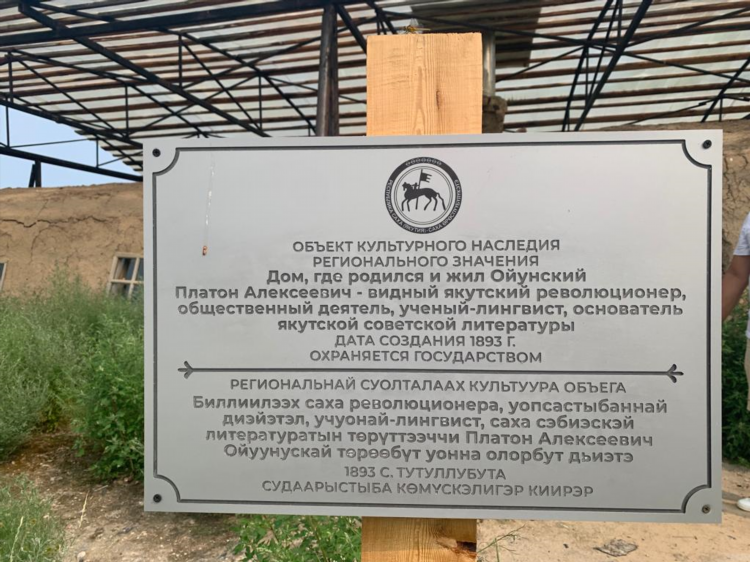 ОБЪЕКТ КУЛЬТУРНОГО НАСЛЕДИЯ
РЕГИОНАЛЬНОГО ЗНАЧЕНИЯ
Дом, где родился и жил Ойунский
Платон Алексеевич - видный якутский революционер,
общественный деятель, ученый-лингвист, основатель
якутской советской литературы
ДАТА СОЗДАНИЯ 1893 Г.
ОХРАНЯЕТСЯ ГОСУДАРСТВОМ
РЕГИОНАЛЬНАЙ СУОЛТАЛААХ КУЛЬТУУРА ОБЪЕГА
Биллиилээх саха революционера, уопсастыбаннай
диэйэтэл, учуонай-лингвист, саха сэбиэскэй
литературатын төрүттээччи Платон Алексеевич
Ойуунускай төрөөбүт уонна олорбут дьиэтэ
1893 С. ТУТУЛЛУБУТА
СУДААРЫСТЫБА КӨМҮСКЭЛИГЭР КИИРЭР